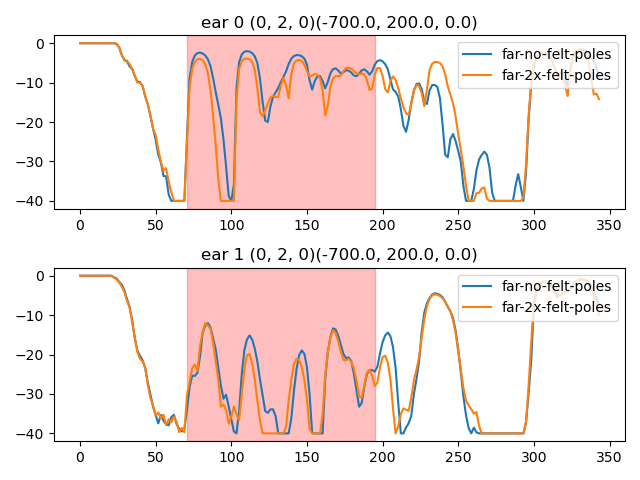 ear 0 (0, 2, 0)(-700.0, 200.0, 0.0)
0
−10
−20
−30
−40
far-no-felt-poles
far-2x-felt-poles
0 50 100 150 200 250 300 350
ear 1 (0, 2, 0)(-700.0, 200.0, 0.0)
0
−10
−20
−30
−40
far-no-felt-poles
far-2x-felt-poles
0 50 100 150 200 250 300 350